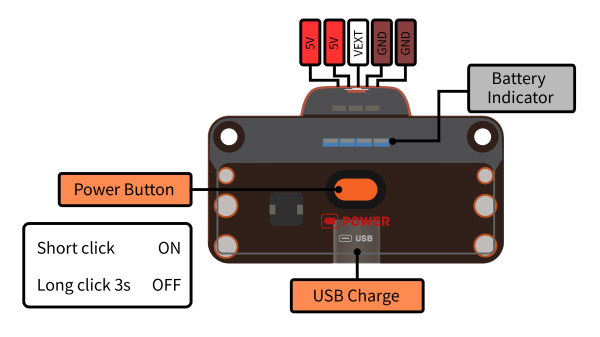 5V
5V
VEXT
GND
GND
Battery
Indicator
Power Button
POWER
USB
Short click ON
Long click 3s OFF
USB Charge